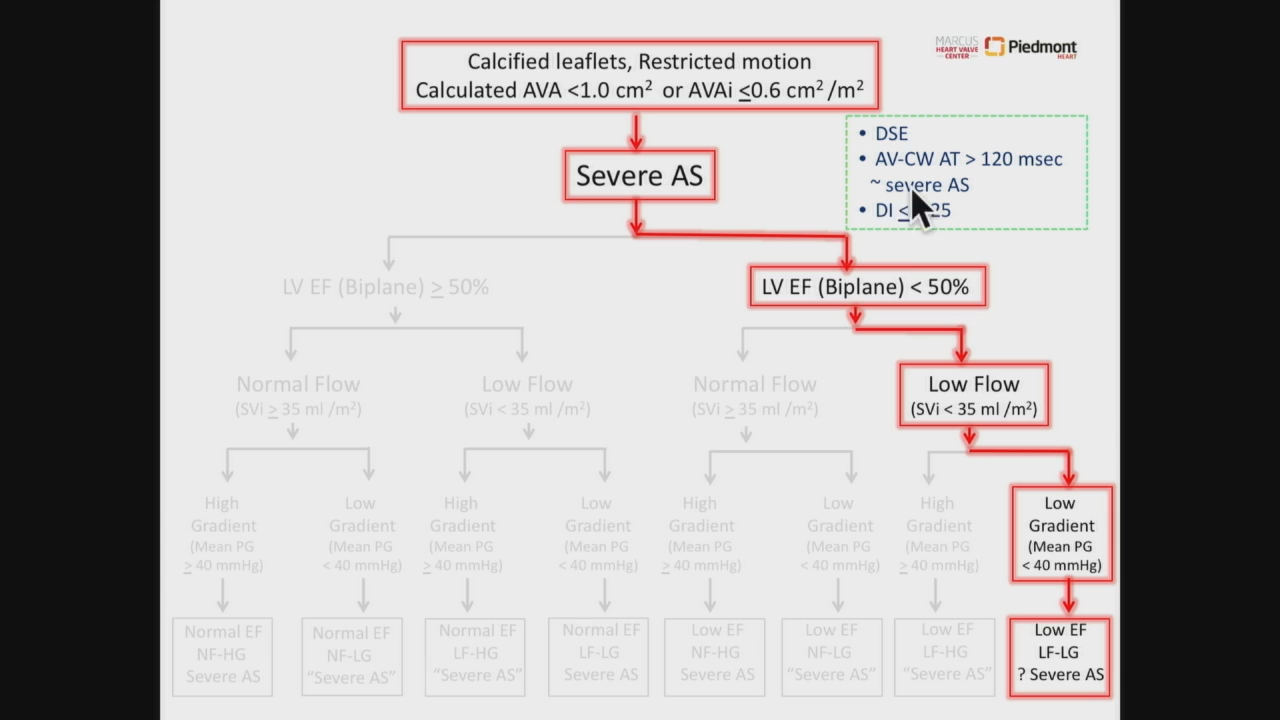 MARCUS
HEART VALVE
CENTER
Piedmont
HEART
Calcified leaflets, Restricted motion
Calculated AVA <1.0 cm² or AVAi ≤0.6 cm²/m²
• DSE
• AV-CW AT > 120 msec
~ severe AS
• DI 25
Severe AS
LV EF (Biplane) ≥ 50%
LV EF (Biplane) < 50%
Normal Flow
(SVi ≥ 35 ml /m²)
Low Flow
(SVi < 35 ml /m²)
Normal Flow
(SVi ≥ 35 ml /m²)
Low Flow
(SVi < 35 ml /m²)
High
Gradient
(Mean PG
≥ 40 mmHg)
Low
Gradient
(Mean PG
< 40 mmHg)
High
Gradient
(Mean PG
≥ 40 mmHg)
Low
Gradient
(Mean PG
< 40 mmHg)
High
Gradient
(Mean PG
≥ 40 mmHg)
Low
Gradient
(Mean PG
< 40 mmHg)
High
Gradient
(Mean PG
≥ 40 mmHg)
Low
Gradient
(Mean PG
< 40 mmHg)
Normal EF
NF-HG
Severe AS
Normal EF
NF-LG
“Severe AS”
Normal EF
LF-HG
“Severe AS”
Normal EF
LF-LG
Severe AS
Low EF
NF-HG
Severe AS
Low EF
NF-LG
“Severe AS”
Low EF
LF-HG
“Severe AS”
Low EF
LF-LG
? Severe AS